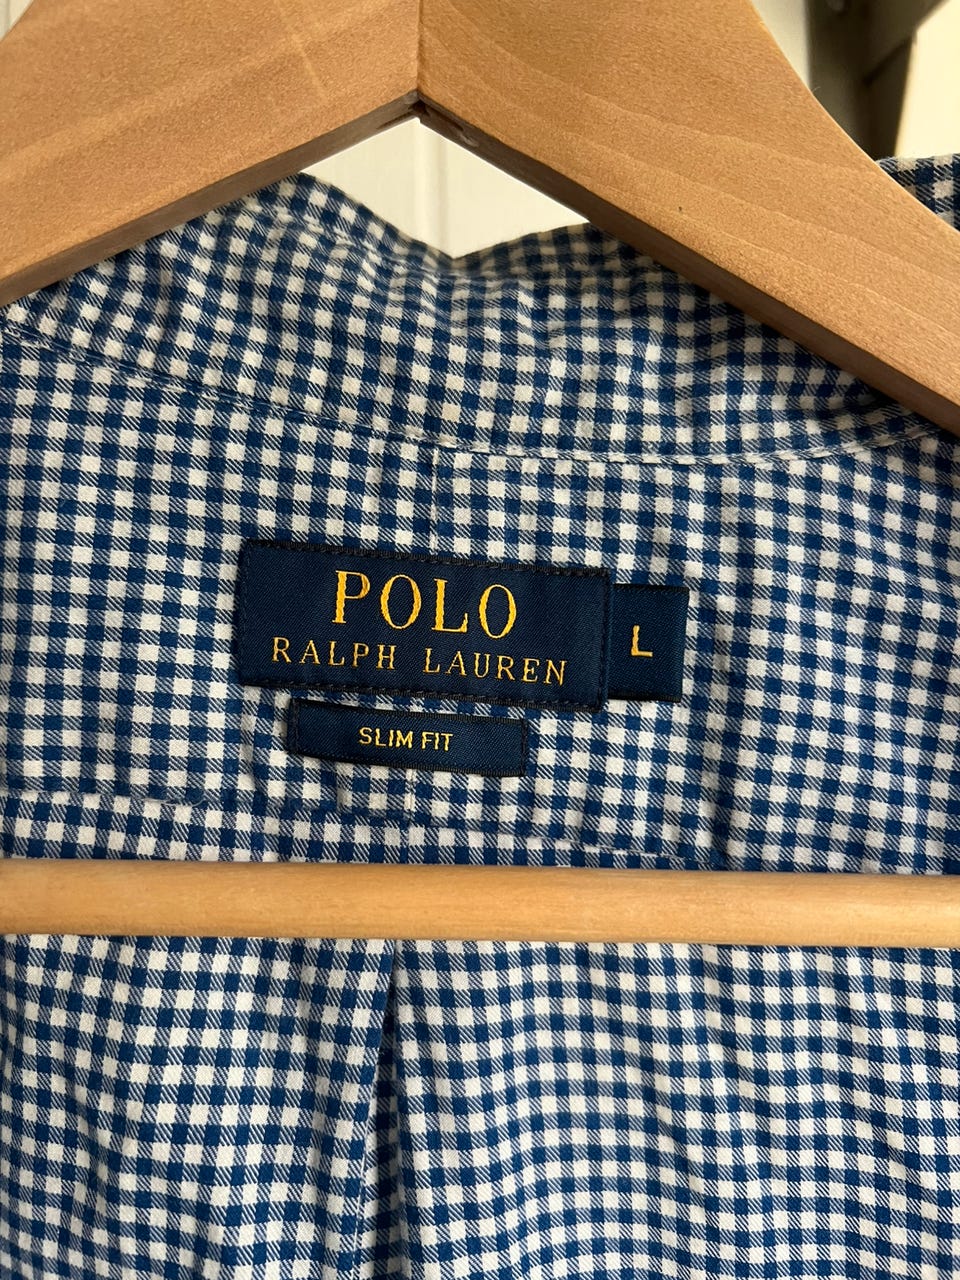 POLO
RALPH LAUREN
L
SLIM FIT